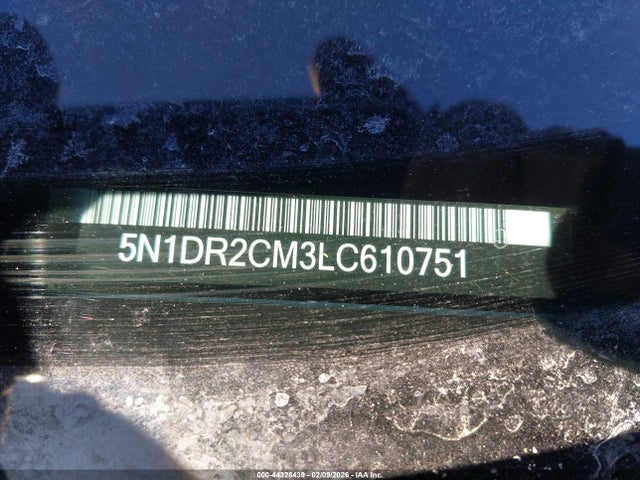 5N1DR2CM3LC610751
000-44328439 - 02/09/2026 - IAA Inc.